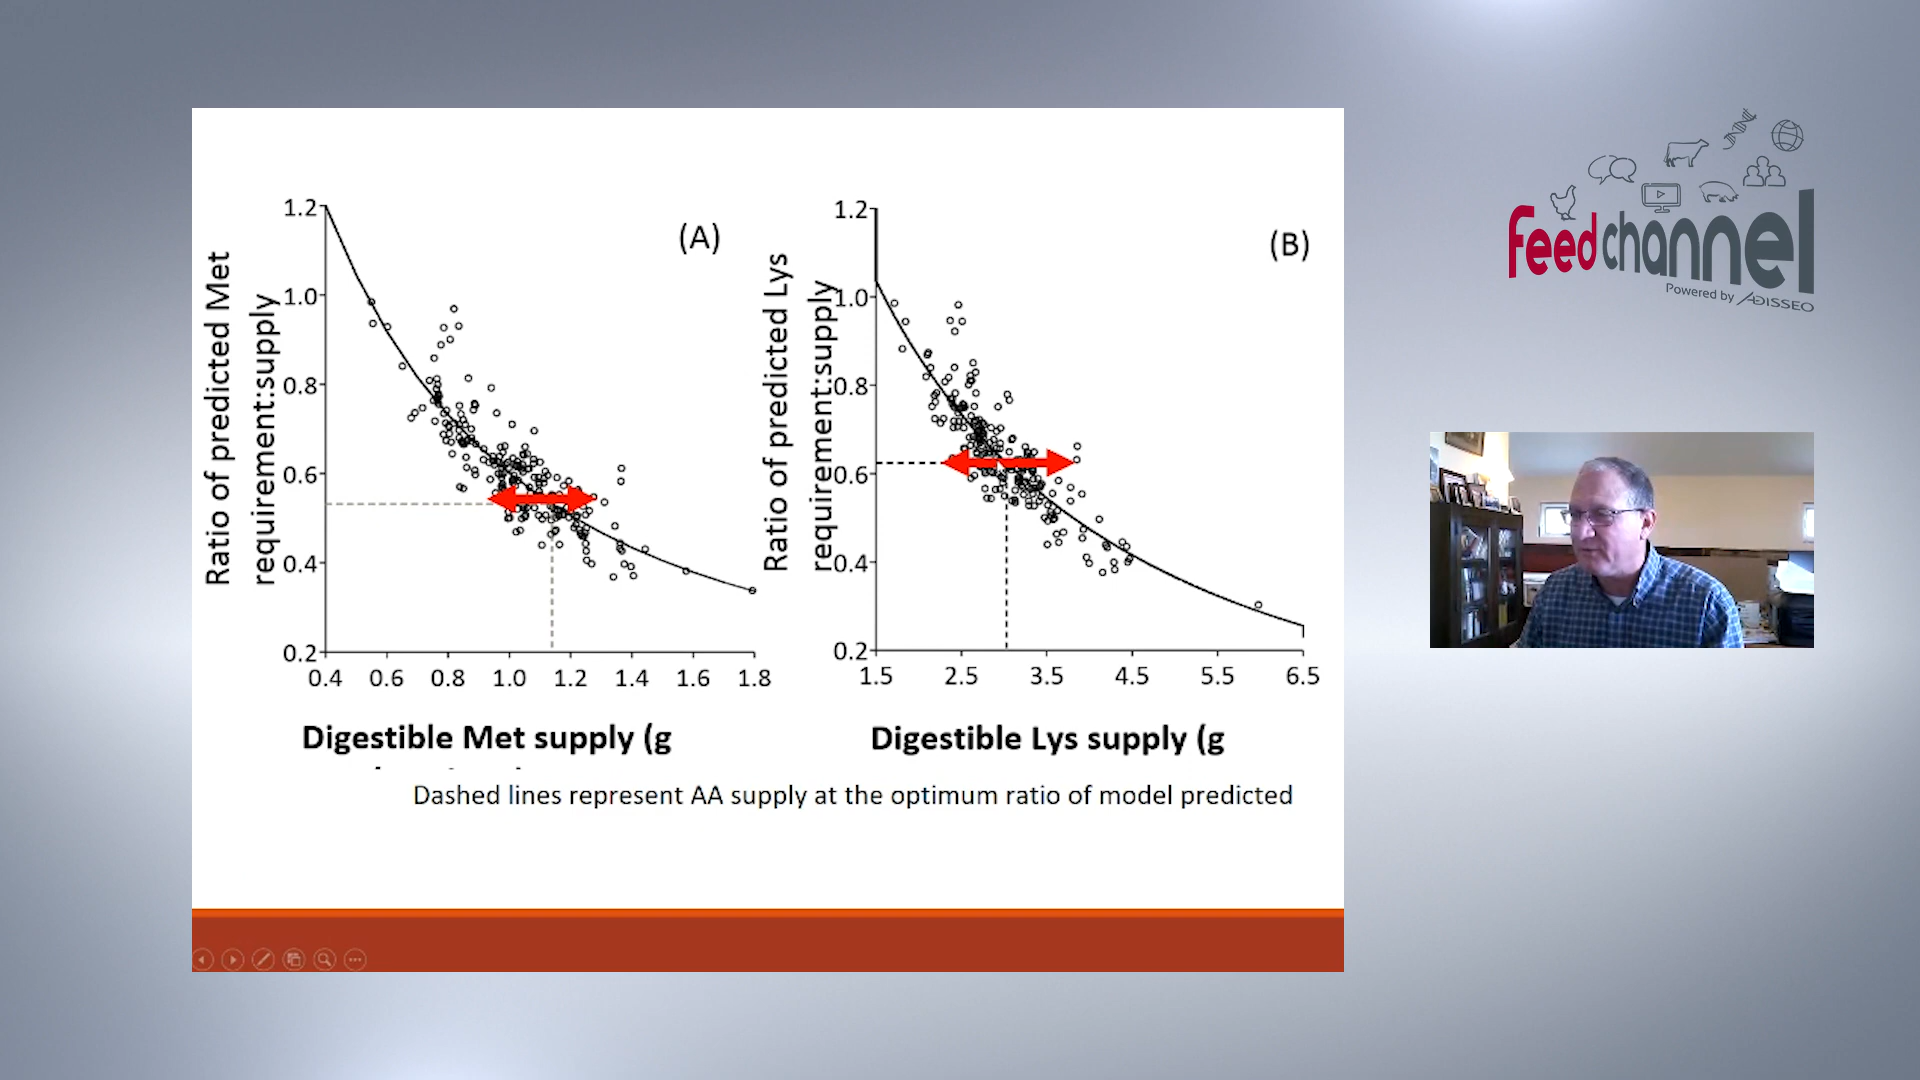 feedchannel
Powered by ADISSEO
(A)
Ratio of predicted Met
requirement:supply
1.2
1.0
0.8
0.6
0.4
0.2
0.4 0.6 0.8 1.0 1.2 1.4 1.6 1.8
Digestible Met supply (g
(B)
Ratio of predicted Lys
requirement:supply
1.2
1.0
0.8
0.6
0.4
0.2
1.5 2.5 3.5 4.5 5.5 6.5
Digestible Lys supply (g
Dashed lines represent AA supply at the optimum ratio of model predicted